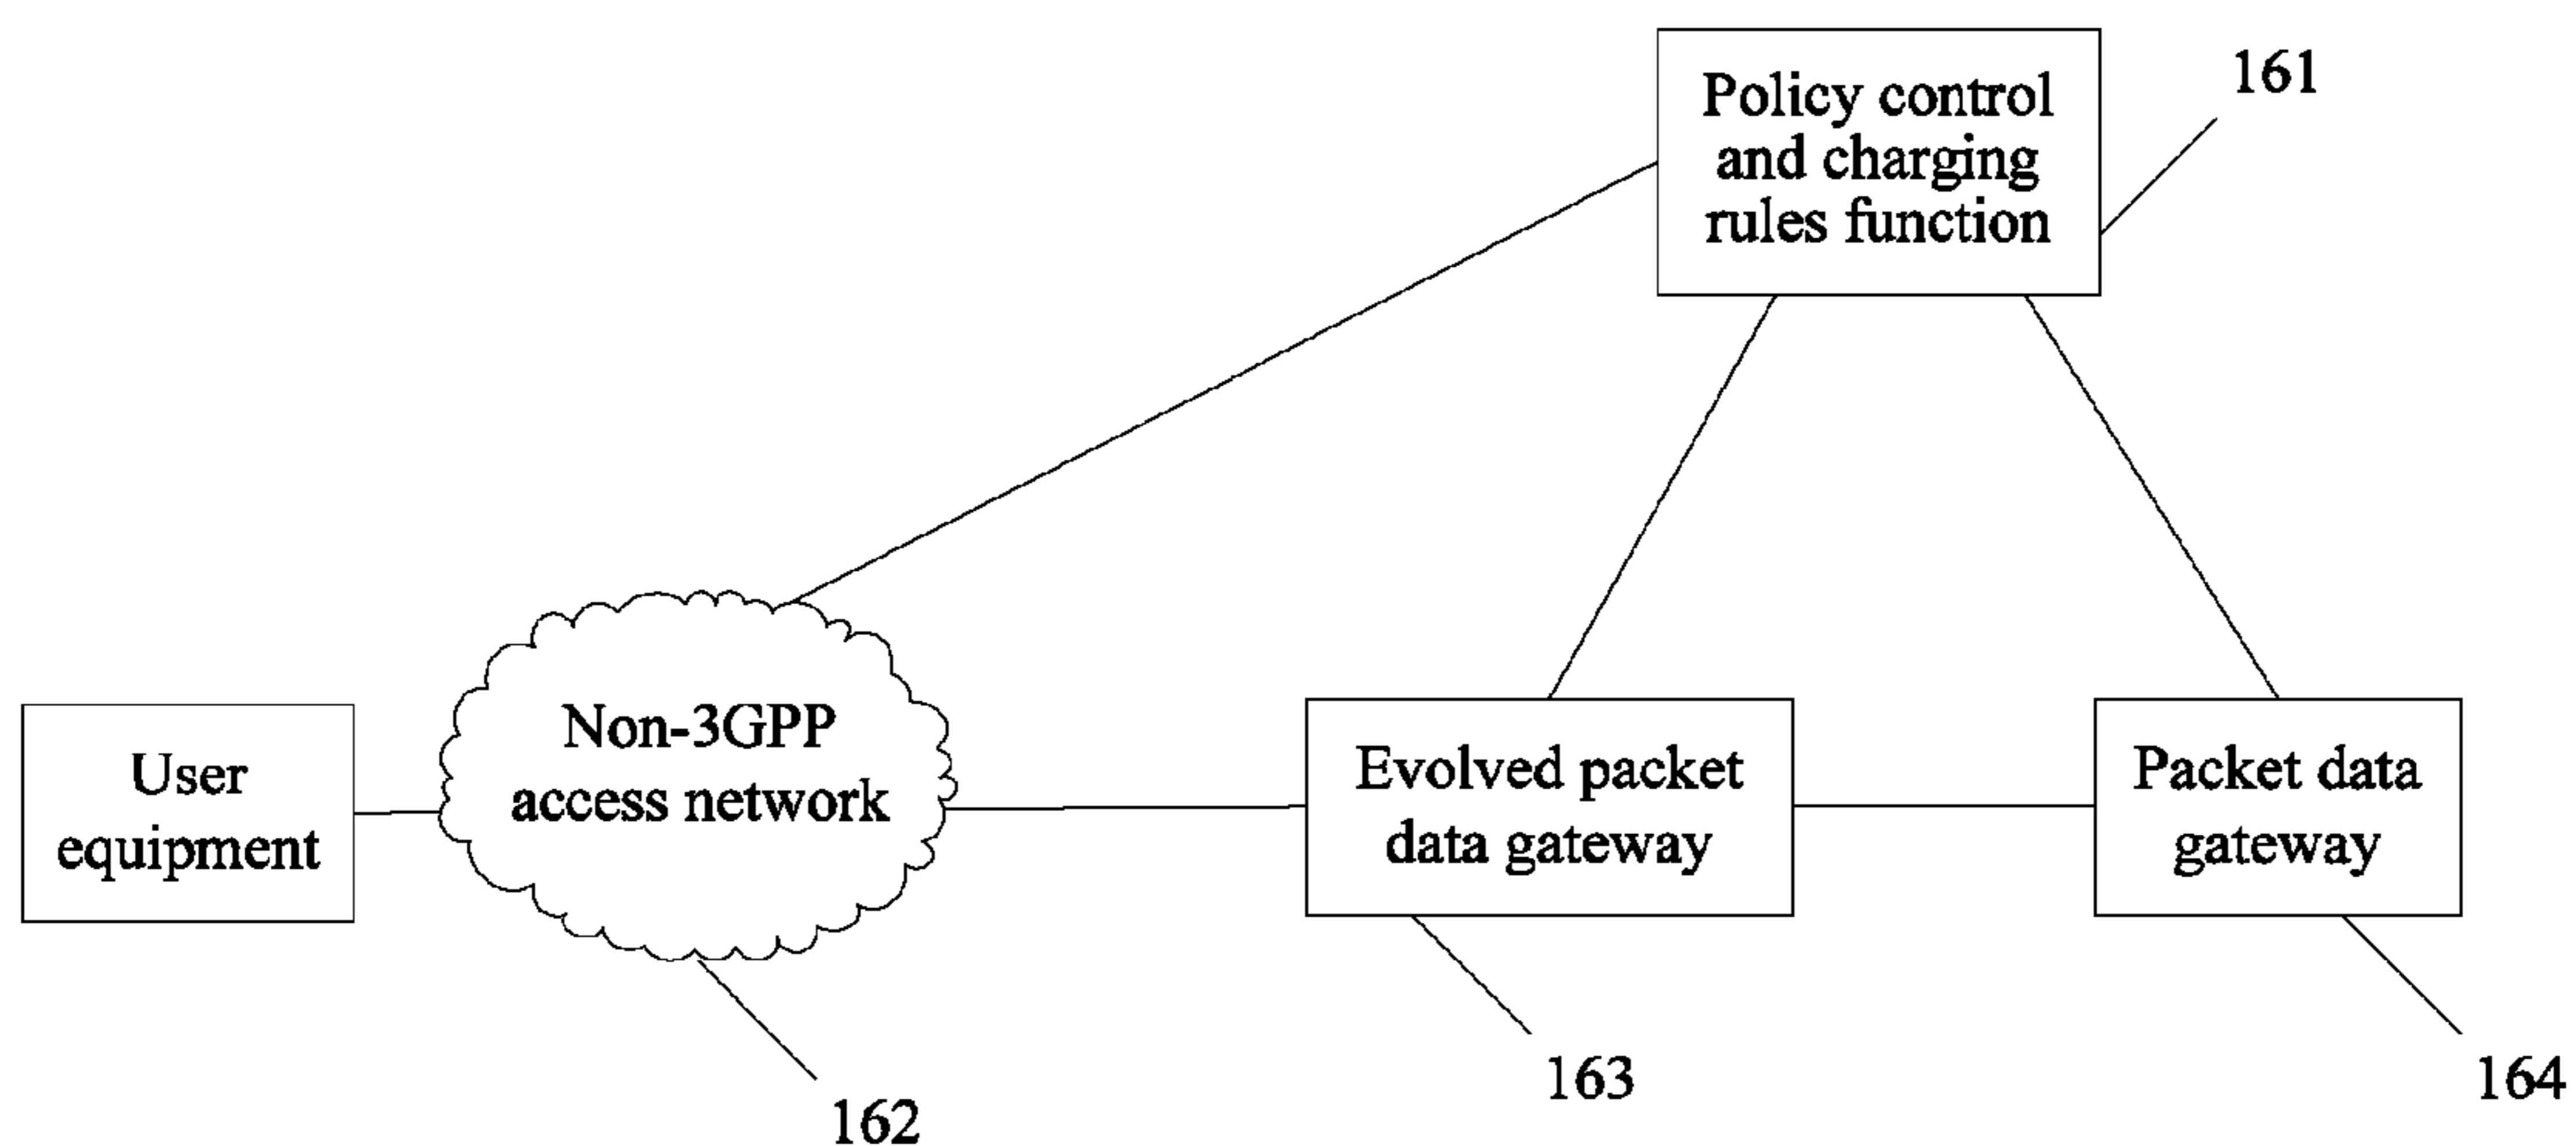 Policy control
and charging
rules function
161
User
equipment
Non-3GPP
access network
Evolved packet
data gateway
Packet data
gateway
162
163
164